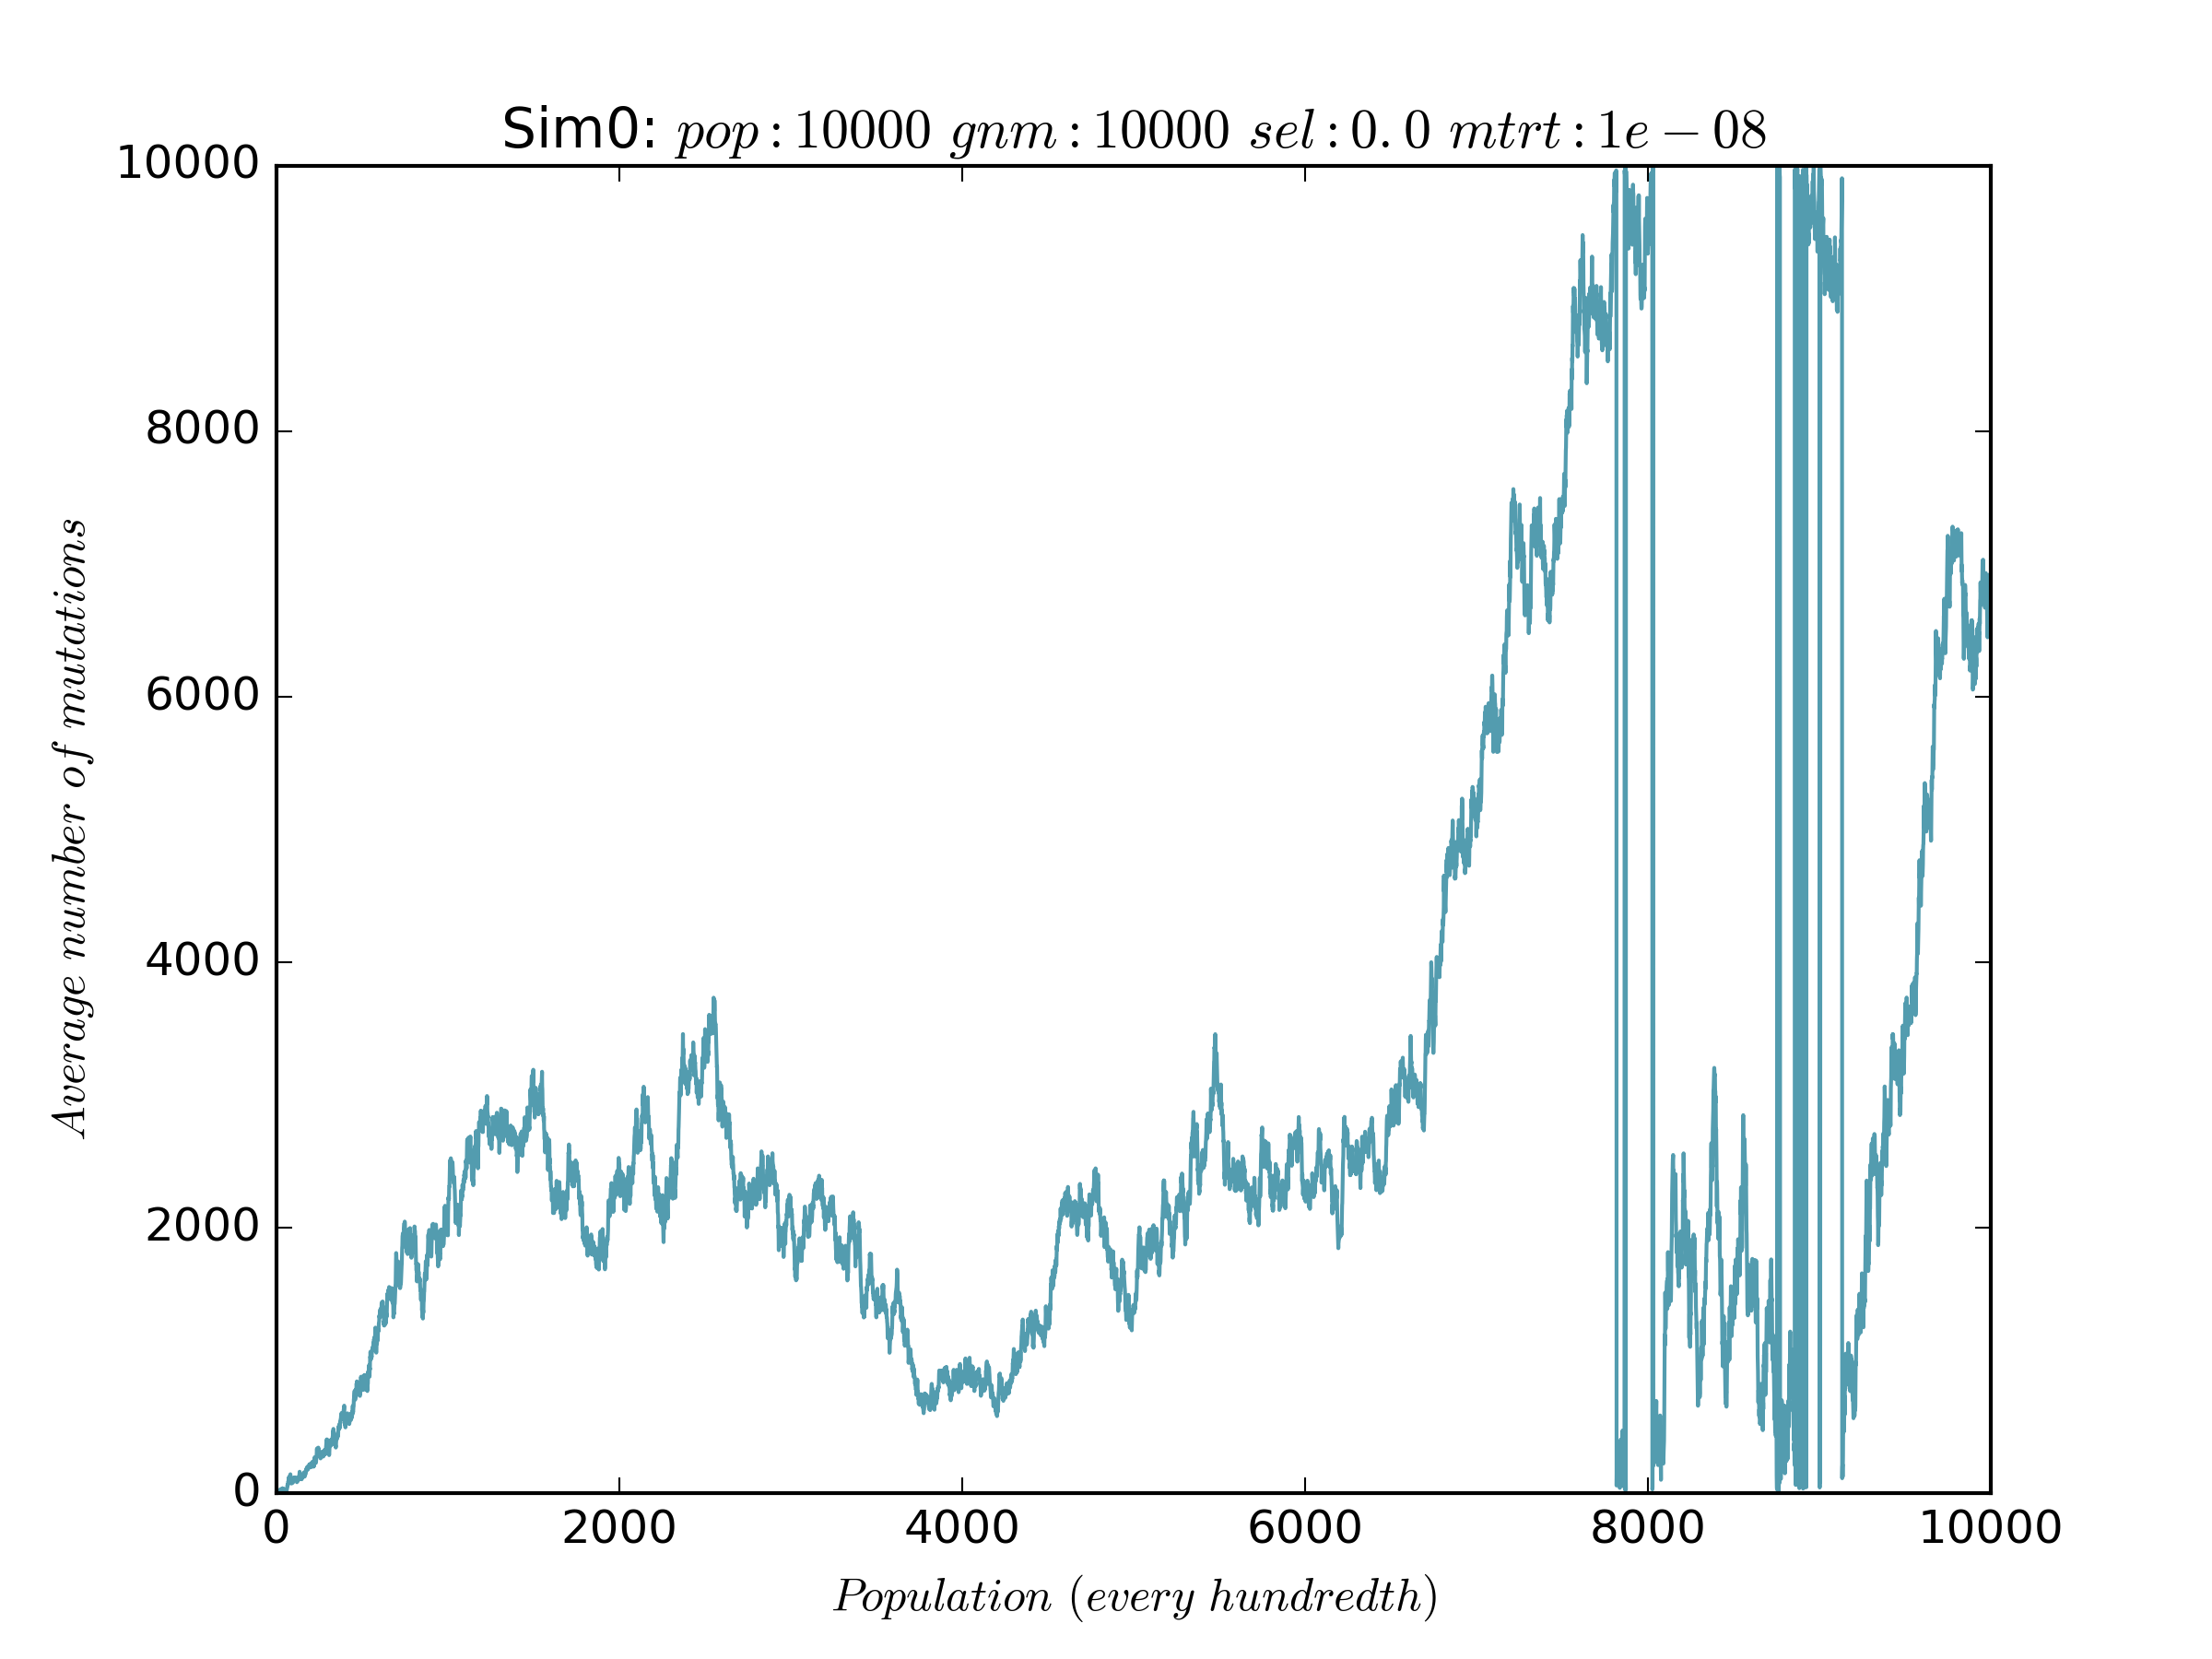 Sim0: pop : 10000 gnm : 10000 sel : 0.0 mtrt : 1e − 08
10000
8000
6000
4000
2000
0
Average number of mutations
0 2000 4000 6000 8000 10000
Population (every hundredth)